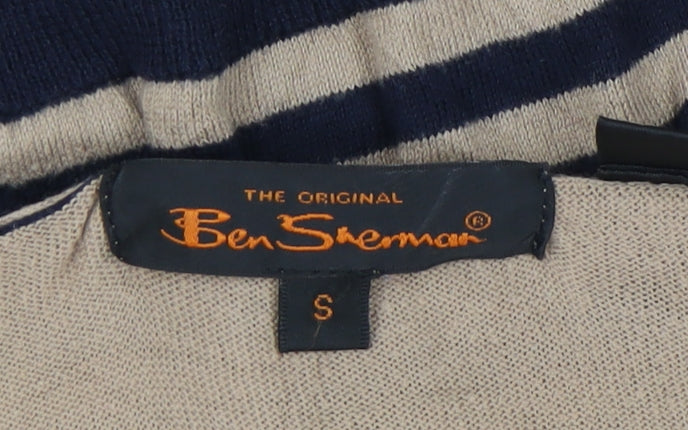 THE ORIGINAL
Ben Sherman®
S